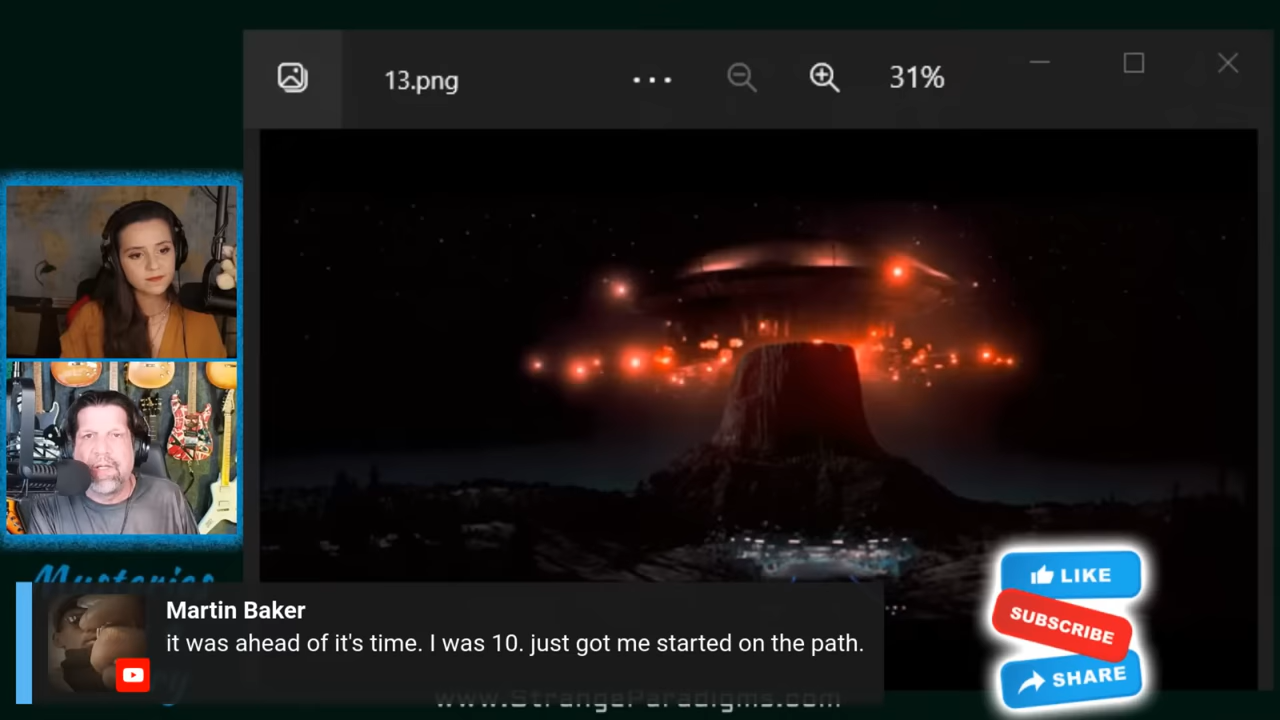 13.png
31%
LIKE
SUBSCRIBE
SHARE
Mysteries
Martin Baker
it was ahead of it's time. I was 10. just got me started on the path.
www.StrangeParadigms.com